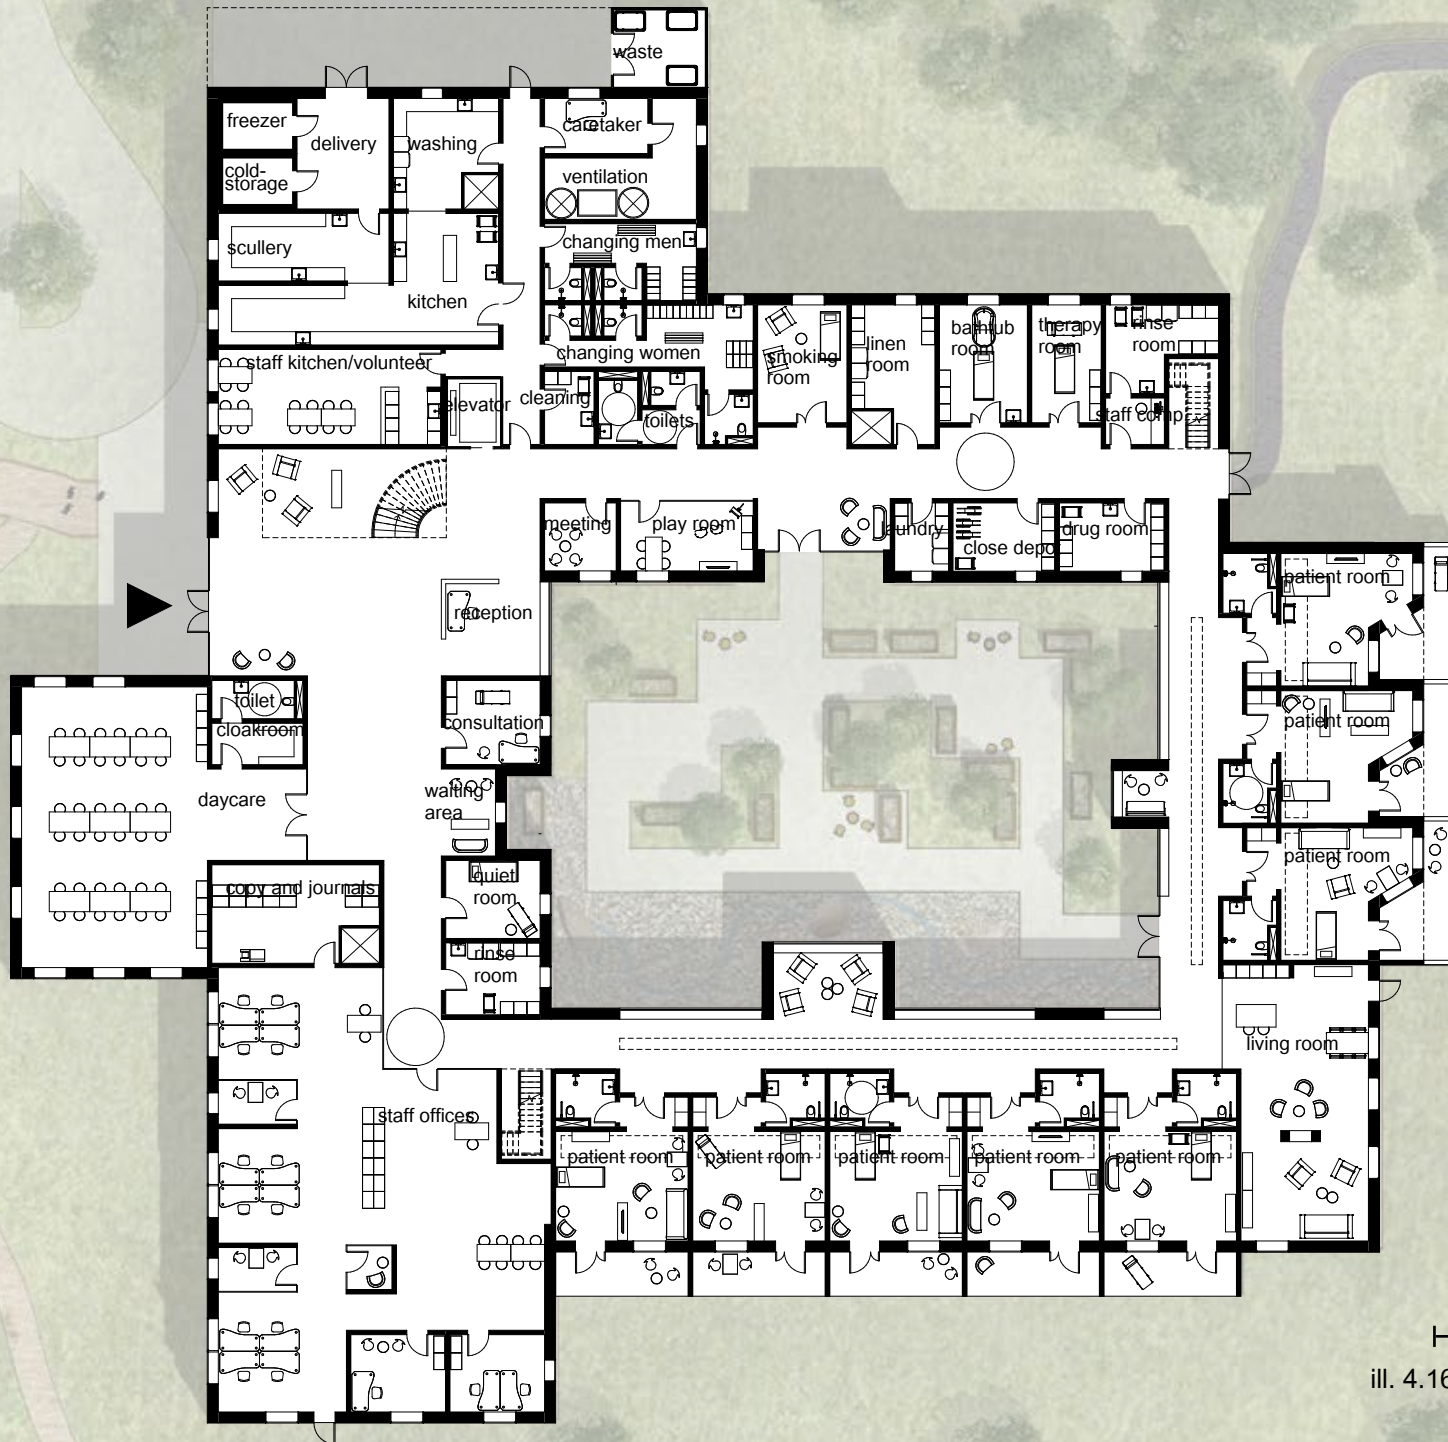 waste
freezer
delivery
washing
caretaker
cold-
storage
ventilation
scullery
changing men
kitchen
staff kitchen/volunteer
changing women
smoking
room
linen
room
bathtub
room
therapy
room
rinse
room
elevator
cleaning
toilets
staff comp.
meeting
play room
laundry
close depot
drug room
reception
patient room
toilet
cloakroom
consultation
patient room
daycare
waiting
area
copy and journals
quiet
room
patient room
rinse
room
living room
staff offices
patient room
patient room
patient room
patient room
patient room
ill. 4.16